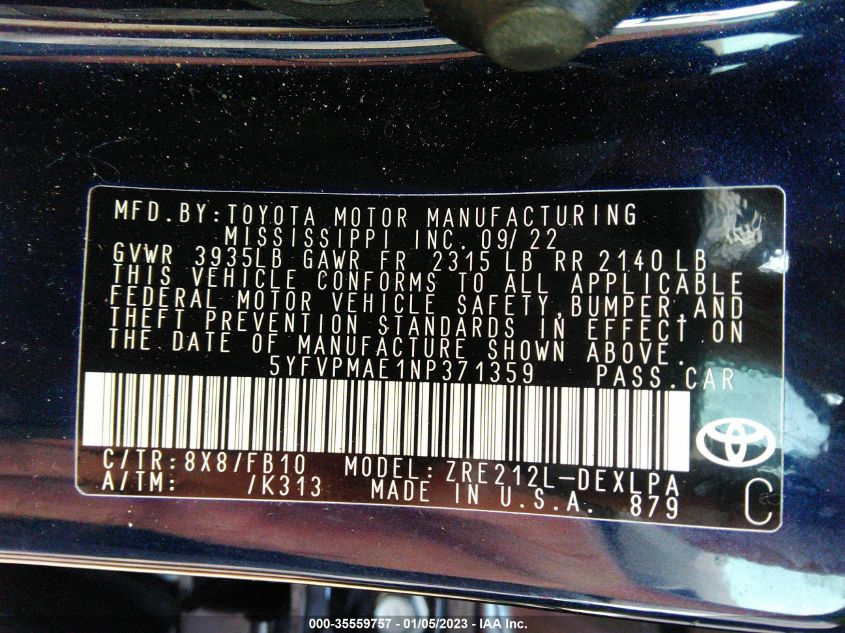 MFD.BY:TOYOTA MOTOR MANUFACTURING
MISSISSIPPI INC. 09/22
GVWR 3935LB GAWR FR 2315 LB RR 2140 LB
THIS VEHICLE CONFORMS TO ALL APPLICABLE
FEDERAL MOTOR VEHICLE SAFETY,BUMPER,AND
THEFT PREVENTION STANDARDS IN EFFECT ON
THE DATE OF MANUFACTURE SHOWN ABOVE.
5YFVPMAE1NP371359 PASS.CAR
C/TR:8X8/FB10 MODEL:ZRE212L-DEXLPA
A/TM: /K313 MADE IN U.S.A. 879
C
000-35559757 - 01/05/2023 - © IAA Inc.